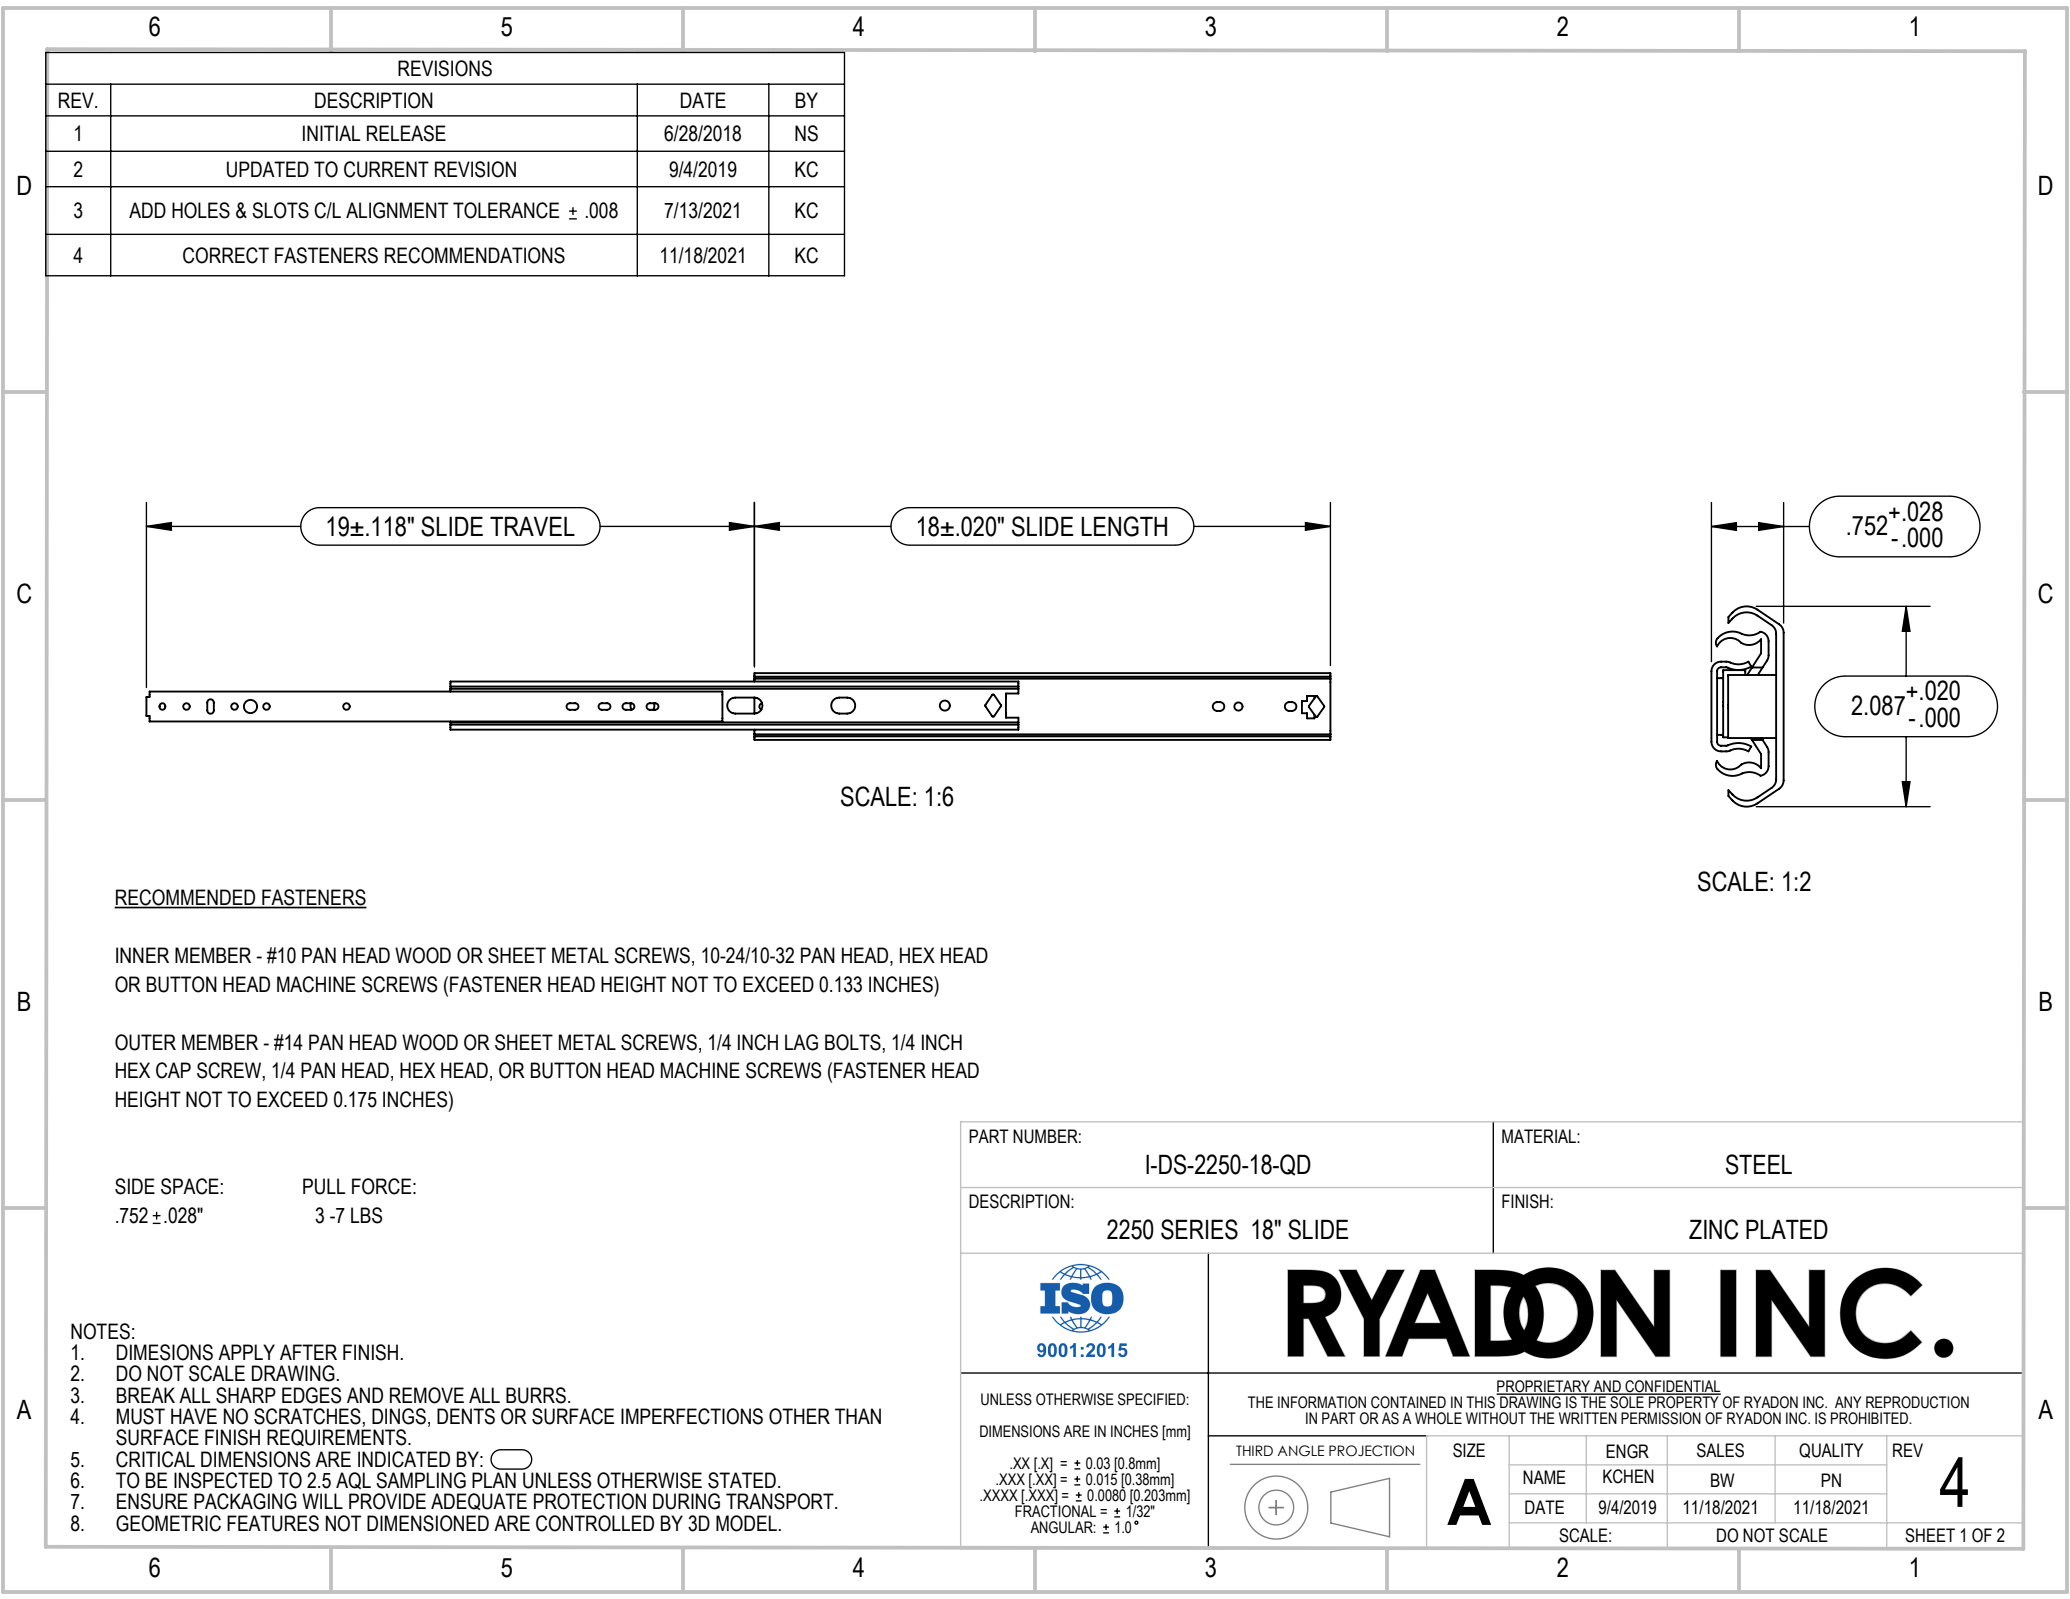 6 5 4 3 2 1
REVISIONS
REV. DESCRIPTION DATE BY
1 INITIAL RELEASE 6/28/2018 NS
2 UPDATED TO CURRENT REVISION 9/4/2019 KC
3 ADD HOLES & SLOTS C/L ALIGNMENT TOLERANCE ± .008 7/13/2021 KC
4 CORRECT FASTENERS RECOMMENDATIONS 11/18/2021 KC
D D
19±.118" SLIDE TRAVEL 18±.020" SLIDE LENGTH .752 +.028 -.000
C C
2.087 +.020 -.000
SCALE: 1:6
SCALE: 1:2
RECOMMENDED FASTENERS
INNER MEMBER - #10 PAN HEAD WOOD OR SHEET METAL SCREWS, 10-24/10-32 PAN HEAD, HEX HEAD
OR BUTTON HEAD MACHINE SCREWS (FASTENER HEAD HEIGHT NOT TO EXCEED 0.133 INCHES)
B B
OUTER MEMBER - #14 PAN HEAD WOOD OR SHEET METAL SCREWS, 1/4 INCH LAG BOLTS, 1/4 INCH
HEX CAP SCREW, 1/4 PAN HEAD, HEX HEAD, OR BUTTON HEAD MACHINE SCREWS (FASTENER HEAD
HEIGHT NOT TO EXCEED 0.175 INCHES)
SIDE SPACE: PULL FORCE:
.752 ±.028" 3 -7 LBS
NOTES:
1. DIMESIONS APPLY AFTER FINISH.
2. DO NOT SCALE DRAWING.
3. BREAK ALL SHARP EDGES AND REMOVE ALL BURRS.
4. MUST HAVE NO SCRATCHES, DINGS, DENTS OR SURFACE IMPERFECTIONS OTHER THAN
SURFACE FINISH REQUIREMENTS.
5. CRITICAL DIMENSIONS ARE INDICATED BY:
6. TO BE INSPECTED TO 2.5 AQL SAMPLING PLAN UNLESS OTHERWISE STATED.
7. ENSURE PACKAGING WILL PROVIDE ADEQUATE PROTECTION DURING TRANSPORT.
8. GEOMETRIC FEATURES NOT DIMENSIONED ARE CONTROLLED BY 3D MODEL.
A A
PART NUMBER:
I-DS-2250-18-QD
MATERIAL:
STEEL
DESCRIPTION:
2250 SERIES 18" SLIDE
FINISH:
ZINC PLATED
ISO
9001:2015
RYADON INC.
UNLESS OTHERWISE SPECIFIED:
DIMENSIONS ARE IN INCHES [mm]
.XX [.X] = ± 0.03 [0.8mm]
.XXX [.XX] = ± 0.015 [0.38mm]
.XXXX [.XXX] = ± 0.0080 [0.203mm]
FRACTIONAL = ± 1/32"
ANGULAR: ± 1.0°
PROPRIETARY AND CONFIDENTIAL
THE INFORMATION CONTAINED IN THIS DRAWING IS THE SOLE PROPERTY OF RYADON INC. ANY REPRODUCTION
IN PART OR AS A WHOLE WITHOUT THE WRITTEN PERMISSION OF RYADON INC. IS PROHIBITED.
THIRD ANGLE PROJECTION
SIZE
A
ENGR SALES QUALITY
NAME KCHEN BW PN
DATE 9/4/2019 11/18/2021 11/18/2021
SCALE: DO NOT SCALE
REV
4
SHEET 1 OF 2
6 5 4 3 2 1